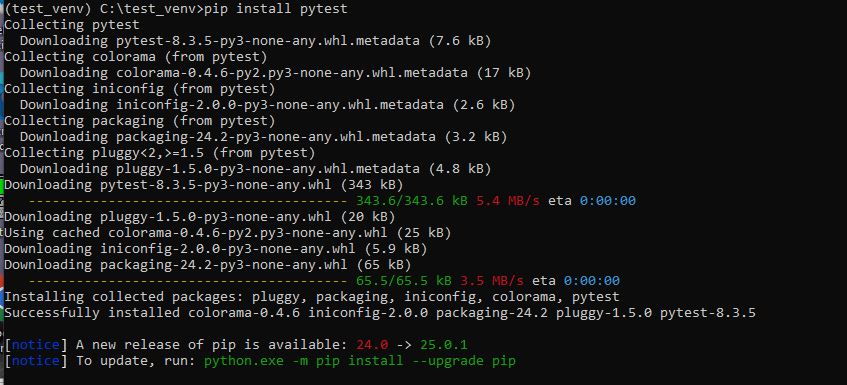 (test_venv) C:\test_venv>pip install pytest
Collecting pytest
  Downloading pytest-8.3.5-py3-none-any.whl.metadata (7.6 kB)
Collecting colorama (from pytest)
  Downloading colorama-0.4.6-py2.py3-none-any.whl.metadata (17 kB)
Collecting iniconfig (from pytest)
  Downloading iniconfig-2.0.0-py3-none-any.whl.metadata (2.6 kB)
Collecting packaging (from pytest)
  Downloading packaging-24.2-py3-none-any.whl.metadata (3.2 kB)
Collecting pluggy<2,>=1.5 (from pytest)
  Downloading pluggy-1.5.0-py3-none-any.whl.metadata (4.8 kB)
Downloading pytest-8.3.5-py3-none-any.whl (343 kB)
   ---------------------------------------- 343.6/343.6 kB 5.4 MB/s eta 0:00:00
Downloading pluggy-1.5.0-py3-none-any.whl (20 kB)
Using cached colorama-0.4.6-py2.py3-none-any.whl (25 kB)
Downloading iniconfig-2.0.0-py3-none-any.whl (5.9 kB)
Downloading packaging-24.2-py3-none-any.whl (65 kB)
   ---------------------------------------- 65.5/65.5 kB 3.5 MB/s eta 0:00:00
Installing collected packages: pluggy, packaging, iniconfig, colorama, pytest
Successfully installed colorama-0.4.6 iniconfig-2.0.0 packaging-24.2 pluggy-1.5.0 pytest-8.3.5
[notice] A new release of pip is available: 24.0 -> 25.0.1
[notice] To update, run: python.exe -m pip install --upgrade pip